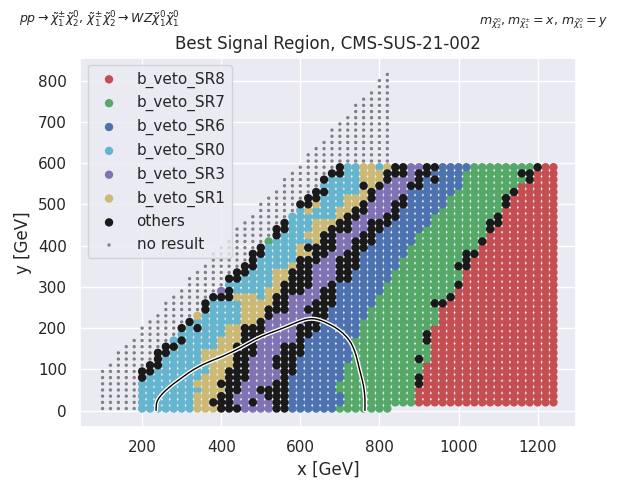 pp → χ̃₁^± χ̃₂^0, χ̃₁^± χ̃₂^0 → WZχ̃₁^0 χ̃₁^0
m_χ̃₂^0, m_χ̃₁^± = x, m_χ̃₁^0 = y
Best Signal Region, CMS-SUS-21-002
b_veto_SR8
b_veto_SR7
b_veto_SR6
b_veto_SR0
b_veto_SR3
b_veto_SR1
others
no result
800
700
600
500
400
300
200
100
0
y [GeV]
200 400 600 800 1000 1200
x [GeV]